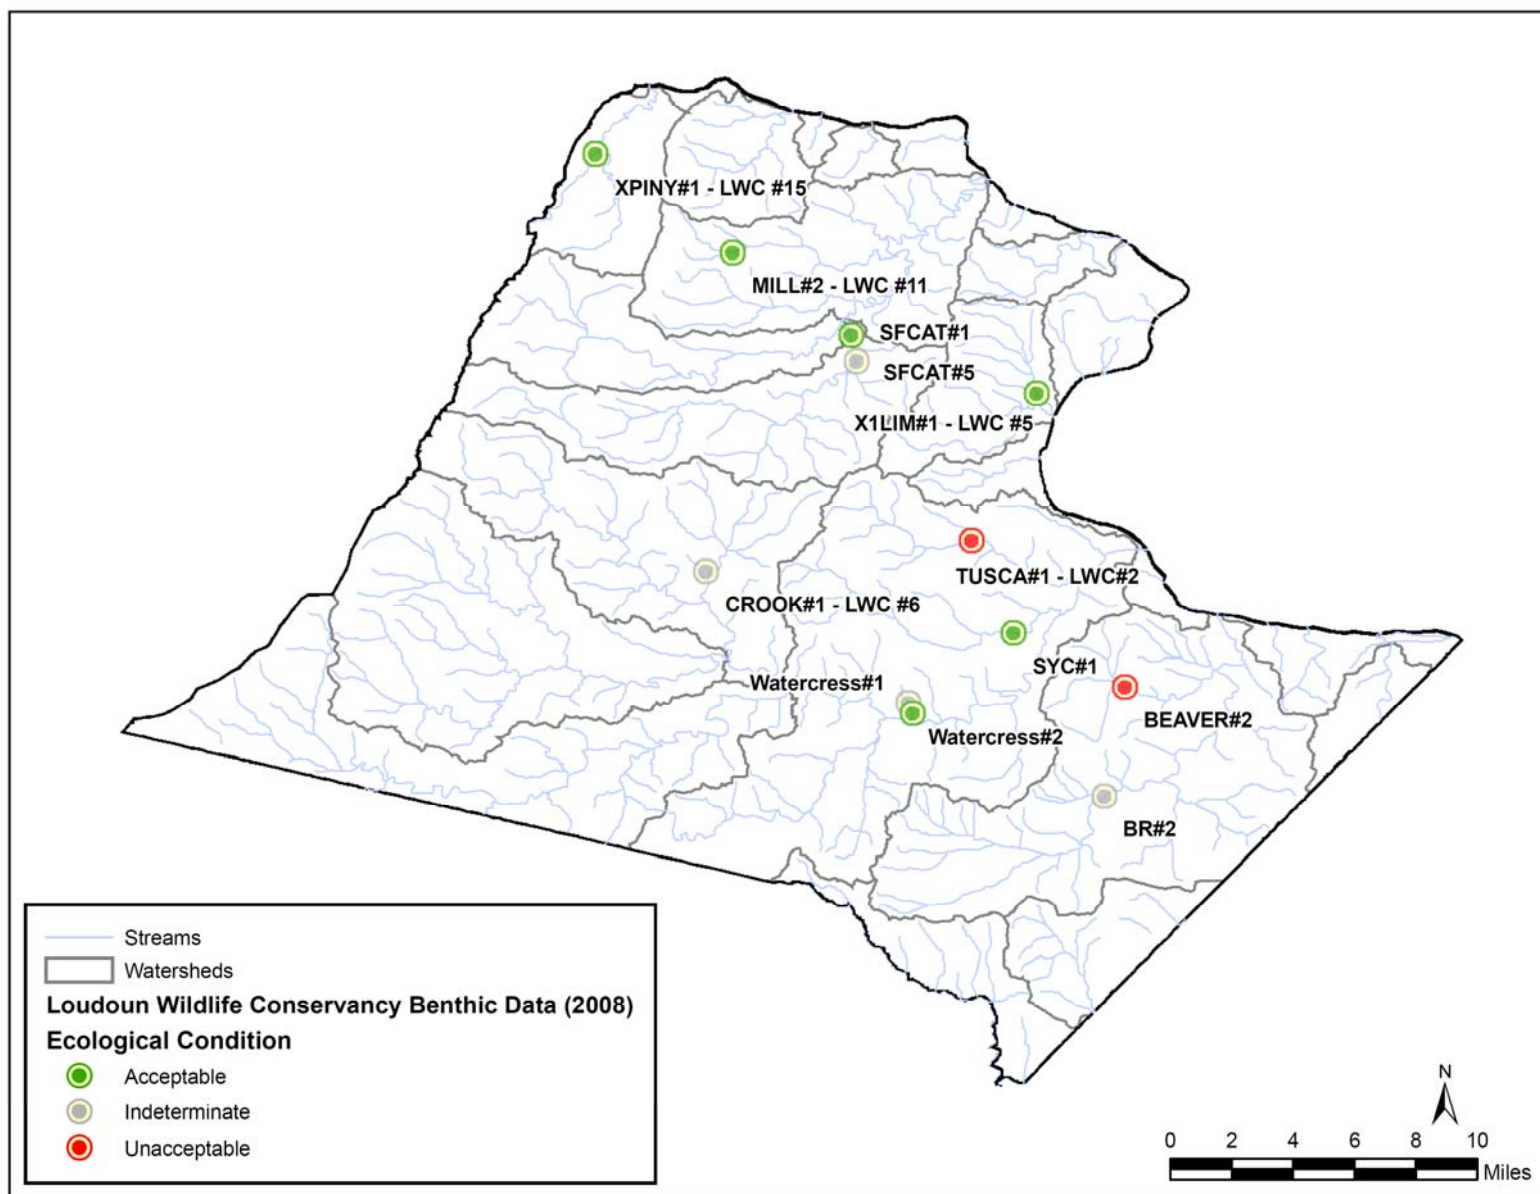 XPINY#1 - LWC #15
MILL#2 - LWC #11
SFCAT#1
SFCAT#5
X1LIM#1 - LWC #5
TUSCA#1 - LWC#2
CROOK#1 - LWC #6
SYC#1
Watercress#1
BEAVER#2
Watercress#2
BR#2
Streams
Watersheds
Loudoun Wildlife Conservancy Benthic Data (2008)
Ecological Condition
Acceptable
Indeterminate
Unacceptable
N
0 2 4 6 8 10
Miles